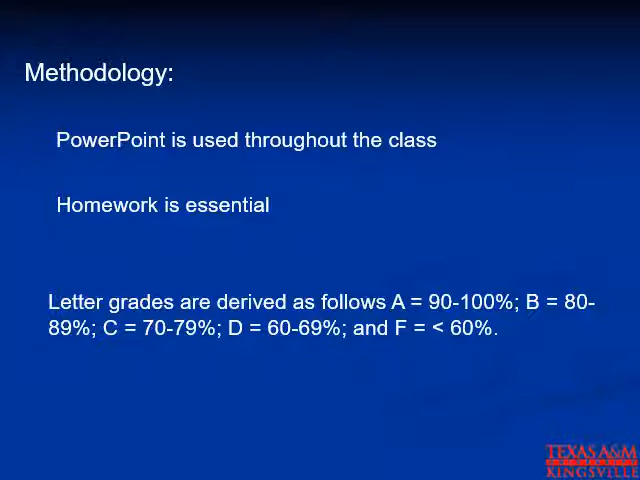 Methodology:
PowerPoint is used throughout the class
Homework is essential
Letter grades are derived as follows A = 90-100%; B = 80-
89%; C = 70-79%; D = 60-69%; and F = < 60%.
TEXAS A&M
KINGSVILLE